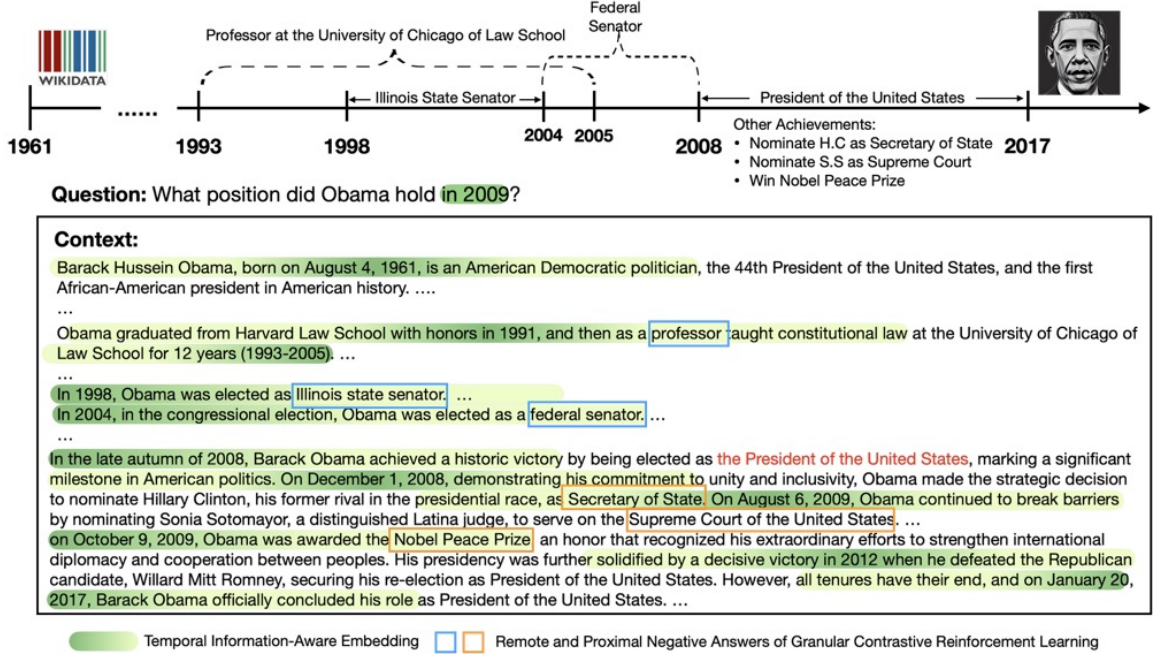 Federal
Senator
Professor at the University of Chicago of Law School
WIKIDATA
Illinois State Senator
President of the United States
......
1961
1993
1998
2004
2005
2008
2017
Other Achievements:
• Nominate H.C as Secretary of State
• Nominate S.S as Supreme Court
• Win Nobel Peace Prize
Question: What position did Obama hold in 2009?
Context:
Barack Hussein Obama, born on August 4, 1961, is an American Democratic politician, the 44th President of the United States, and the first
African-American president in American history. ....
...
Obama graduated from Harvard Law School with honors in 1991, and then as a professor taught constitutional law at the University of Chicago of
Law School for 12 years (1993-2005). ...
...
In 1998, Obama was elected as Illinois state senator. ...
In 2004, in the congressional election, Obama was elected as a federal senator. ...
...
In the late autumn of 2008, Barack Obama achieved a historic victory by being elected as the President of the United States, marking a significant
milestone in American politics. On December 1, 2008, demonstrating his commitment to unity and inclusivity, Obama made the strategic decision
to nominate Hillary Clinton, his former rival in the presidential race, as Secretary of State. On August 6, 2009, Obama continued to break barriers
by nominating Sonia Sotomayor, a distinguished Latina judge, to serve on the Supreme Court of the United States. ...
on October 9, 2009, Obama was awarded the Nobel Peace Prize an honor that recognized his extraordinary efforts to strengthen international
diplomacy and cooperation between peoples. His presidency was further solidified by a decisive victory in 2012 when he defeated the Republican
candidate, Willard Mitt Romney, securing his re-election as President of the United States. However, all tenures have their end, and on January 20,
2017, Barack Obama officially concluded his role as President of the United States. ...
Temporal Information-Aware Embedding
Remote and Proximal Negative Answers of Granular Contrastive Reinforcement Learning